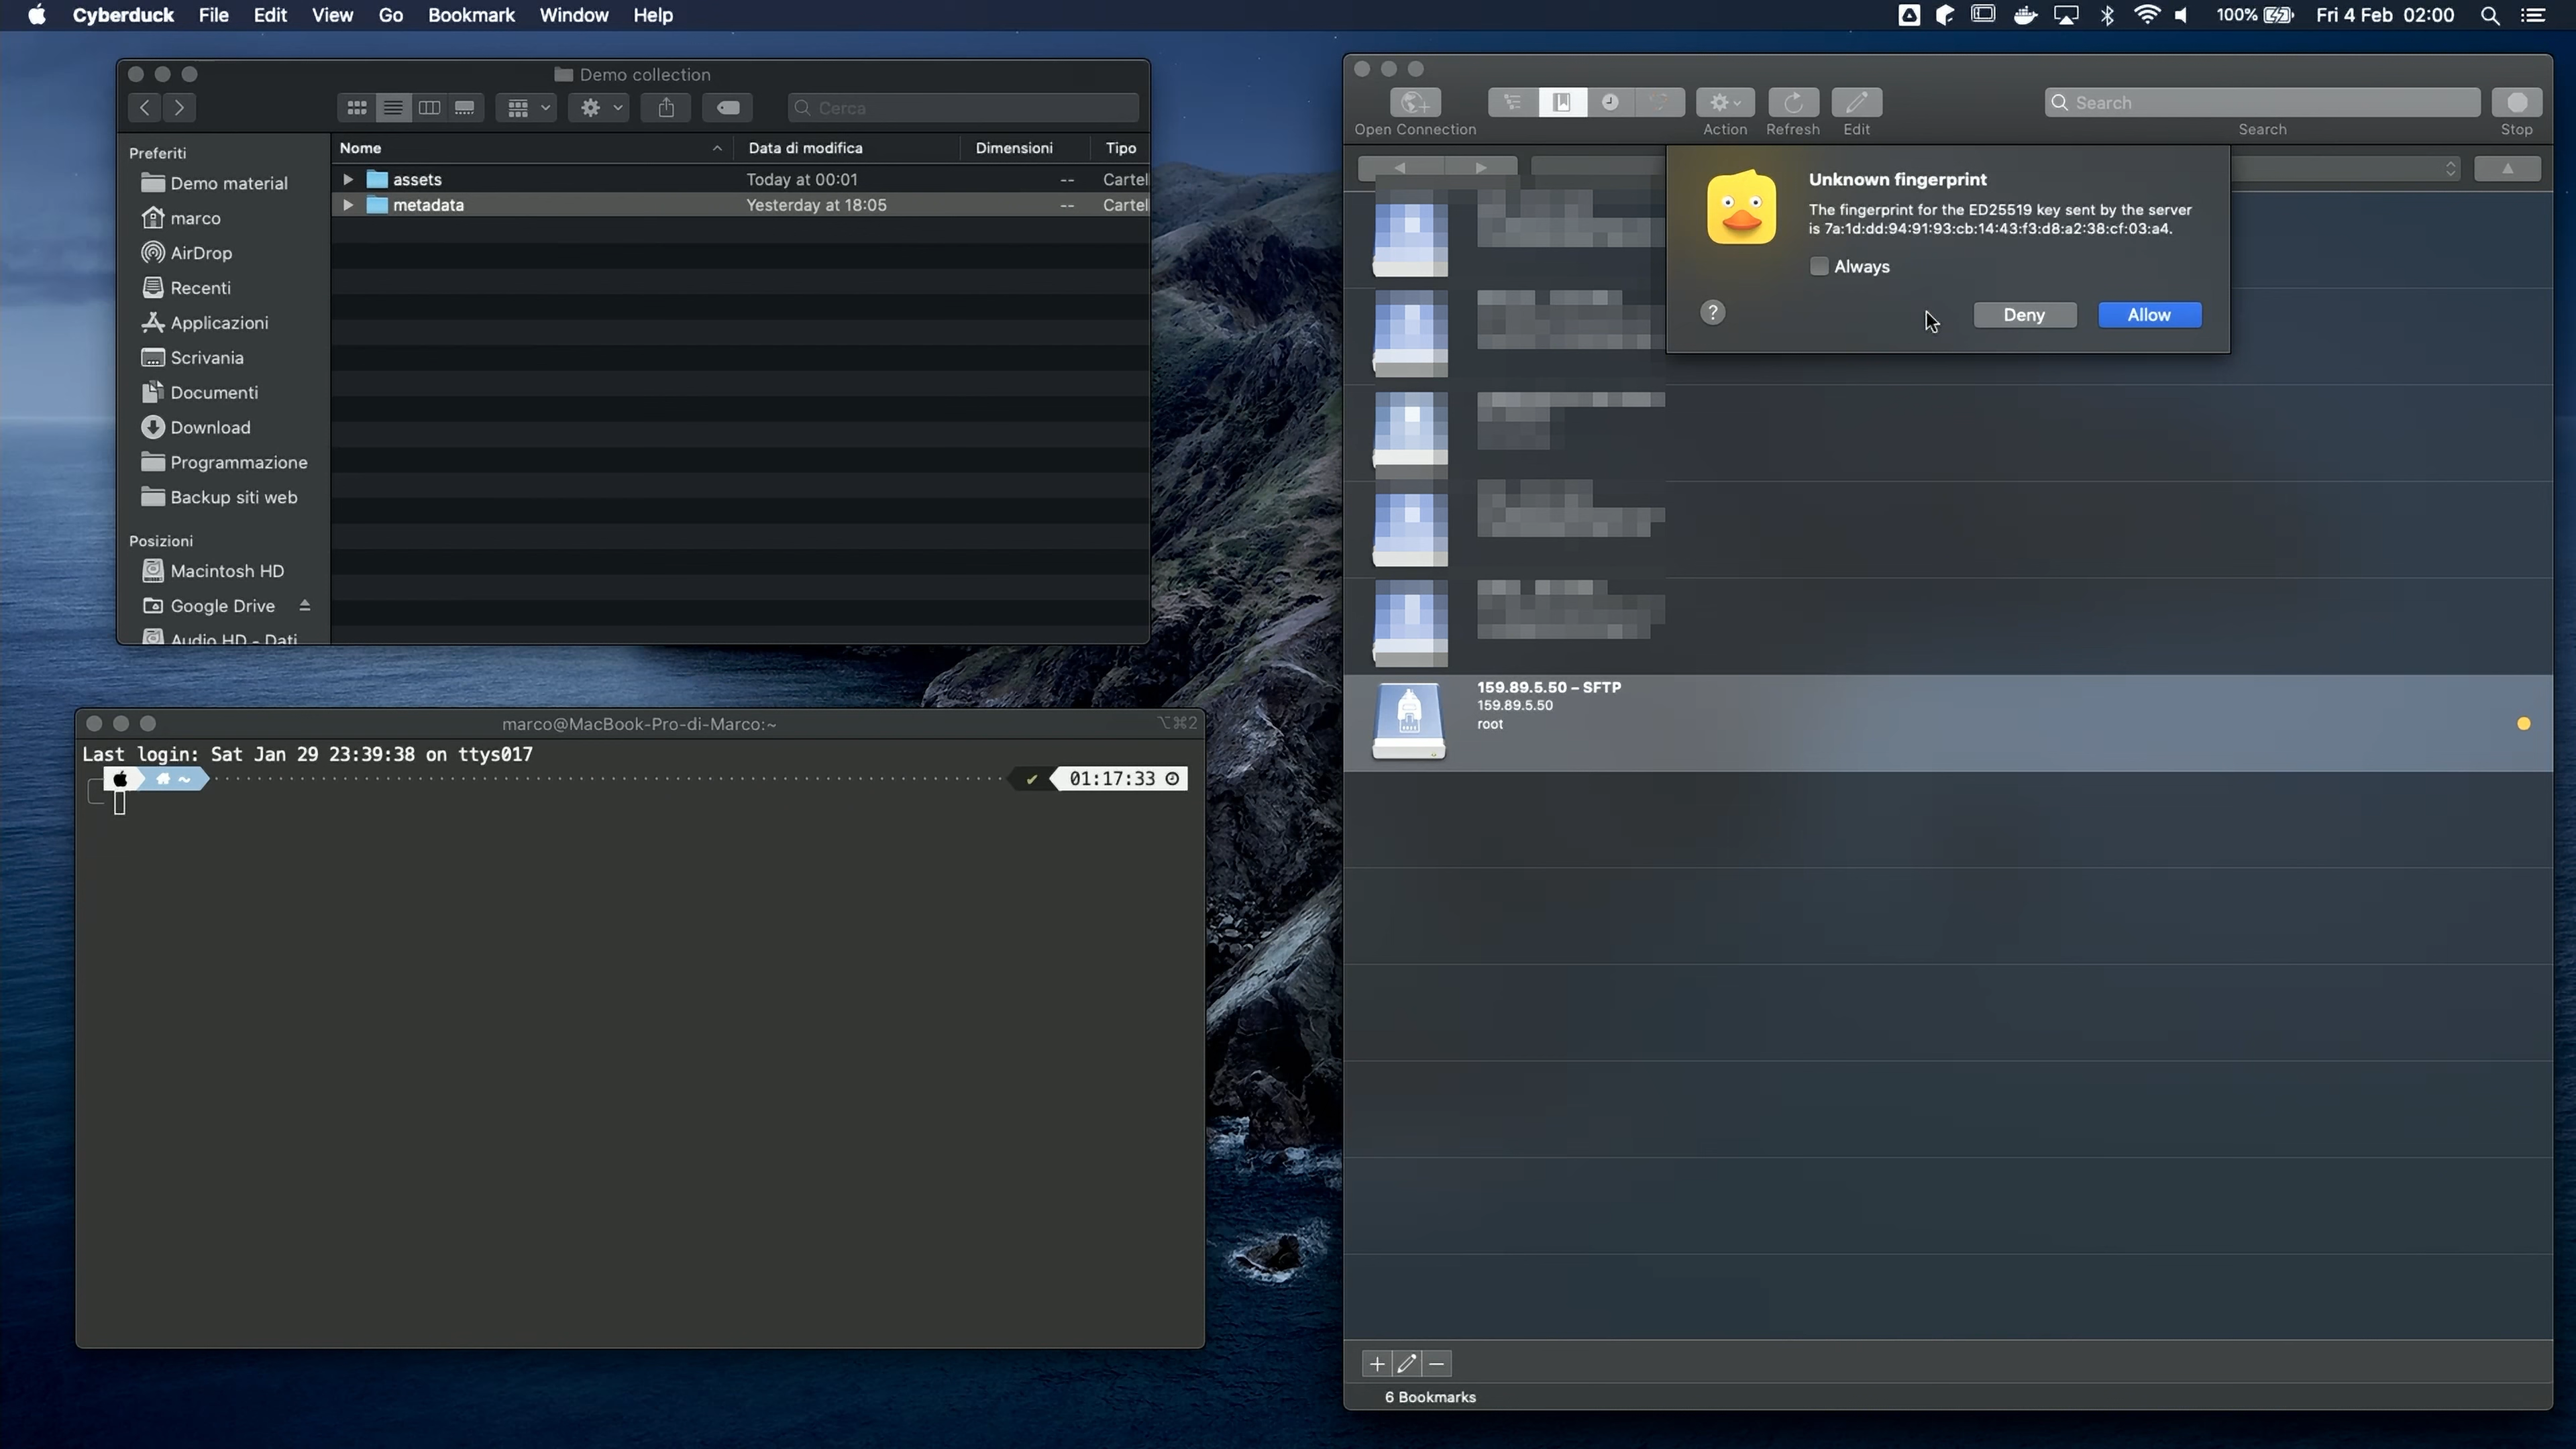 Cyberduck File Edit View Go Bookmark Window Help
100% Fri 4 Feb 02:00
Demo collection
Cerca
Preferiti
Demo material
marco
AirDrop
Recenti
Applicazioni
Scrivania
Documenti
Download
Programmazione
Backup siti web
Posizioni
Macintosh HD
Google Drive
Audio HD - Dati
Nome Data di modifica Dimensioni Tipo
assets Today at 00:01 -- Cartel
metadata Yesterday at 18:05 -- Cartel
marco@MacBook-Pro-di-Marco:~ ⌥⌘2
Last login: Sat Jan 29 23:39:38 on ttys017
~ ✔ 01:17:33
Search
Open Connection Action Refresh Edit Search Stop
Unknown fingerprint
The fingerprint for the ED25519 key sent by the server
is 7a:1d:dd:94:91:93:cb:14:43:f3:d8:a2:38:cf:03:a4.
Always
? Deny Allow
159.89.5.50 – SFTP
159.89.5.50
root
6 Bookmarks